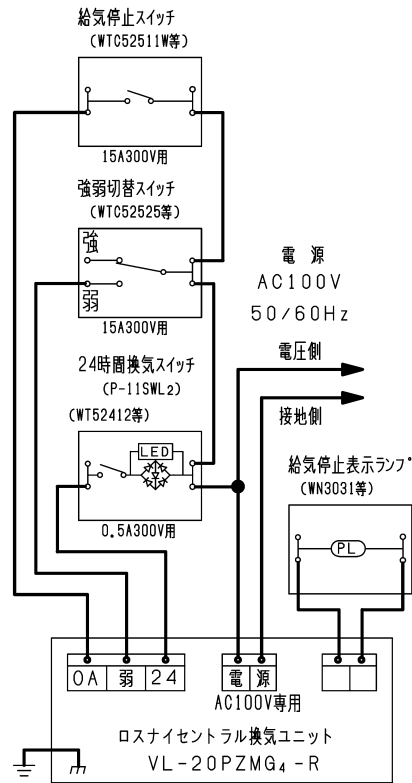 給気停止スイッチ
(WTC52511W等)
15A300V用
強弱切替スイッチ
(WTC52525等)
強
弱
15A300V用
電 源
AC100V
50/60Hz
電圧側
接地側
24時間換気スイッチ
(P-11SWL2)
(WT52412等)
LED
0.5A300V用
給気停止表示ランプ
(WN3031等)
PL
OA 弱 24
電 源
AC100V専用
ロスナイセントラル換気ユニット
VL-20PZMG4-R